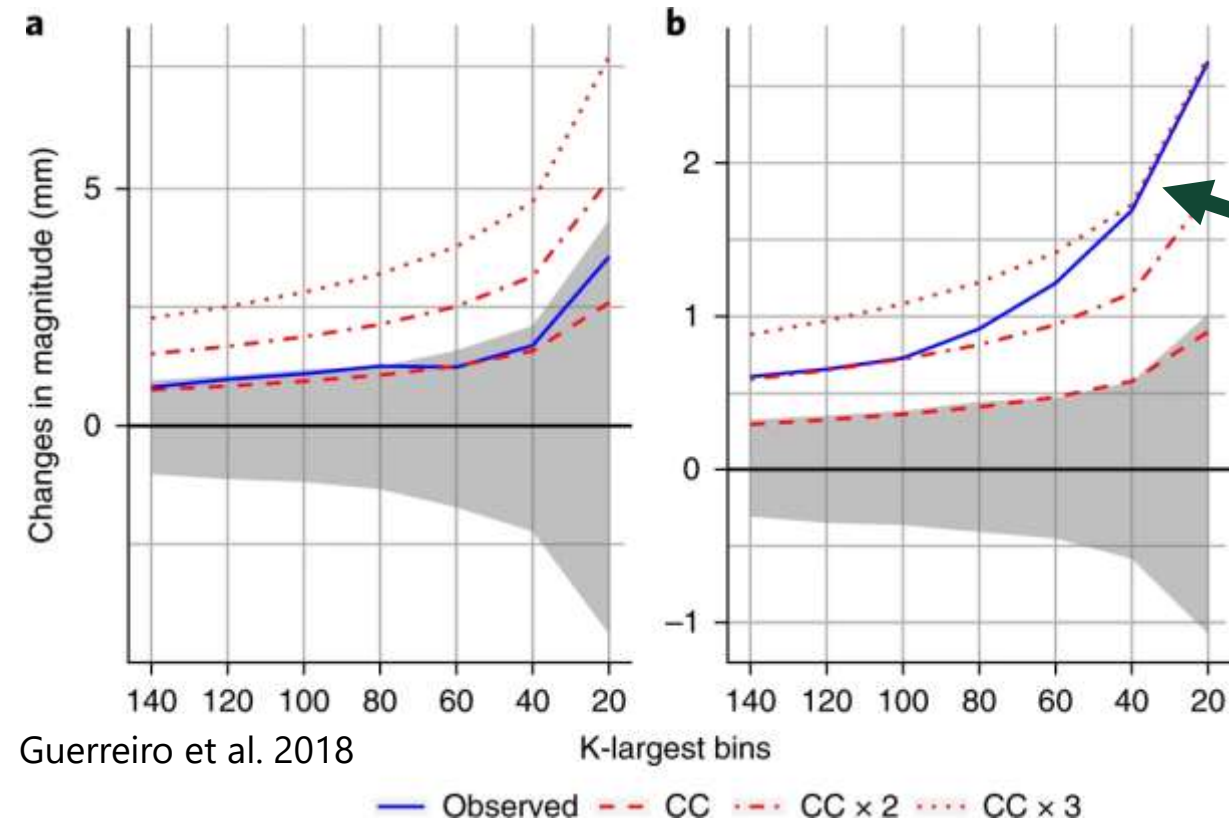 a
b
Changes in magnitude (mm)
5
0
2
1
0
−1
140 120 100 80 60 40 20
140 120 100 80 60 40 20
Guerreiro et al. 2018
K-largest bins
Observed CC CC × 2 CC × 3